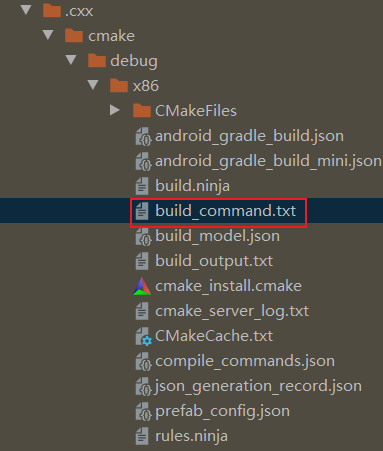 .cxx
cmake
debug
x86
CMakeFiles
android_gradle_build.json
android_gradle_build_mini.json
build.ninja
build_command.txt
build_model.json
build_output.txt
cmake_install.cmake
cmake_server_log.txt
CMakeCache.txt
compile_commands.json
json_generation_record.json
prefab_config.json
rules.ninja